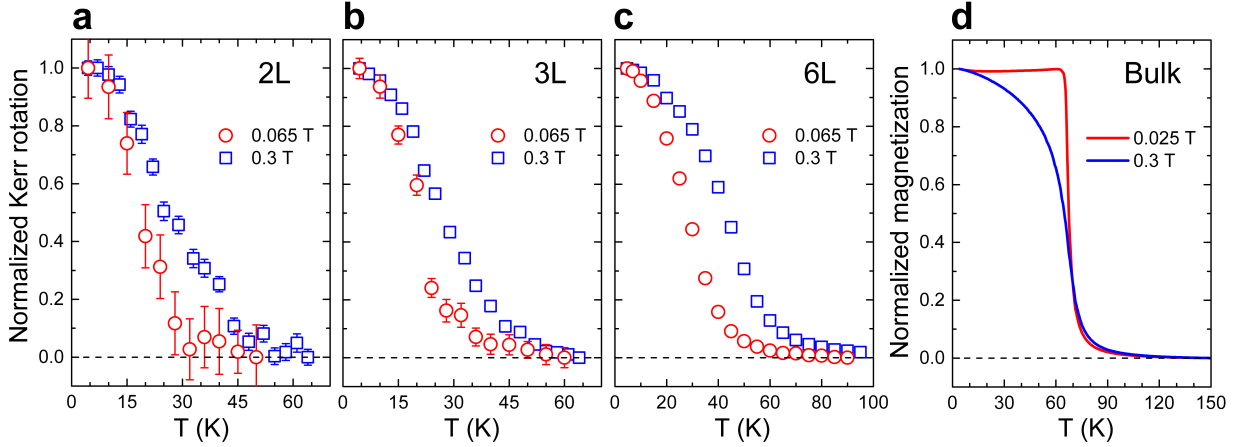 a
2L
Normalized Kerr rotation
1.0
0.8
0.6
0.4
0.2
0.0
0.065 T
0.3 T
0 15 30 45 60
T (K)
b
3L
0.065 T
0.3 T
0 15 30 45 60
T (K)
c
6L
0.065 T
0.3 T
0 20 40 60 80 100
T (K)
d
Bulk
Normalized magnetization
1.0
0.8
0.6
0.4
0.2
0.0
0.025 T
0.3 T
0 30 60 90 120 150
T (K)